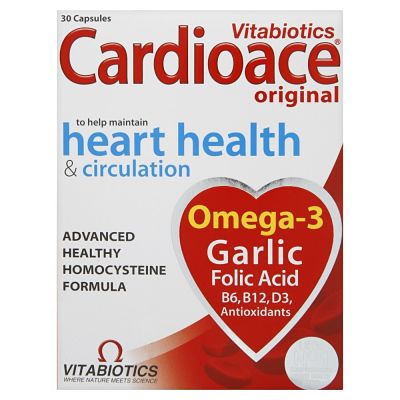 30 Capsules
Vitabiotics
Cardioace®
original
to help maintain
heart health
& circulation
Omega-3
Garlic
Folic Acid
B6, B12, D3,
Antioxidants
ADVANCED
HEALTHY
HOMOCYSTEINE
FORMULA
VITABIOTICS
WHERE NATURE MEETS SCIENCE